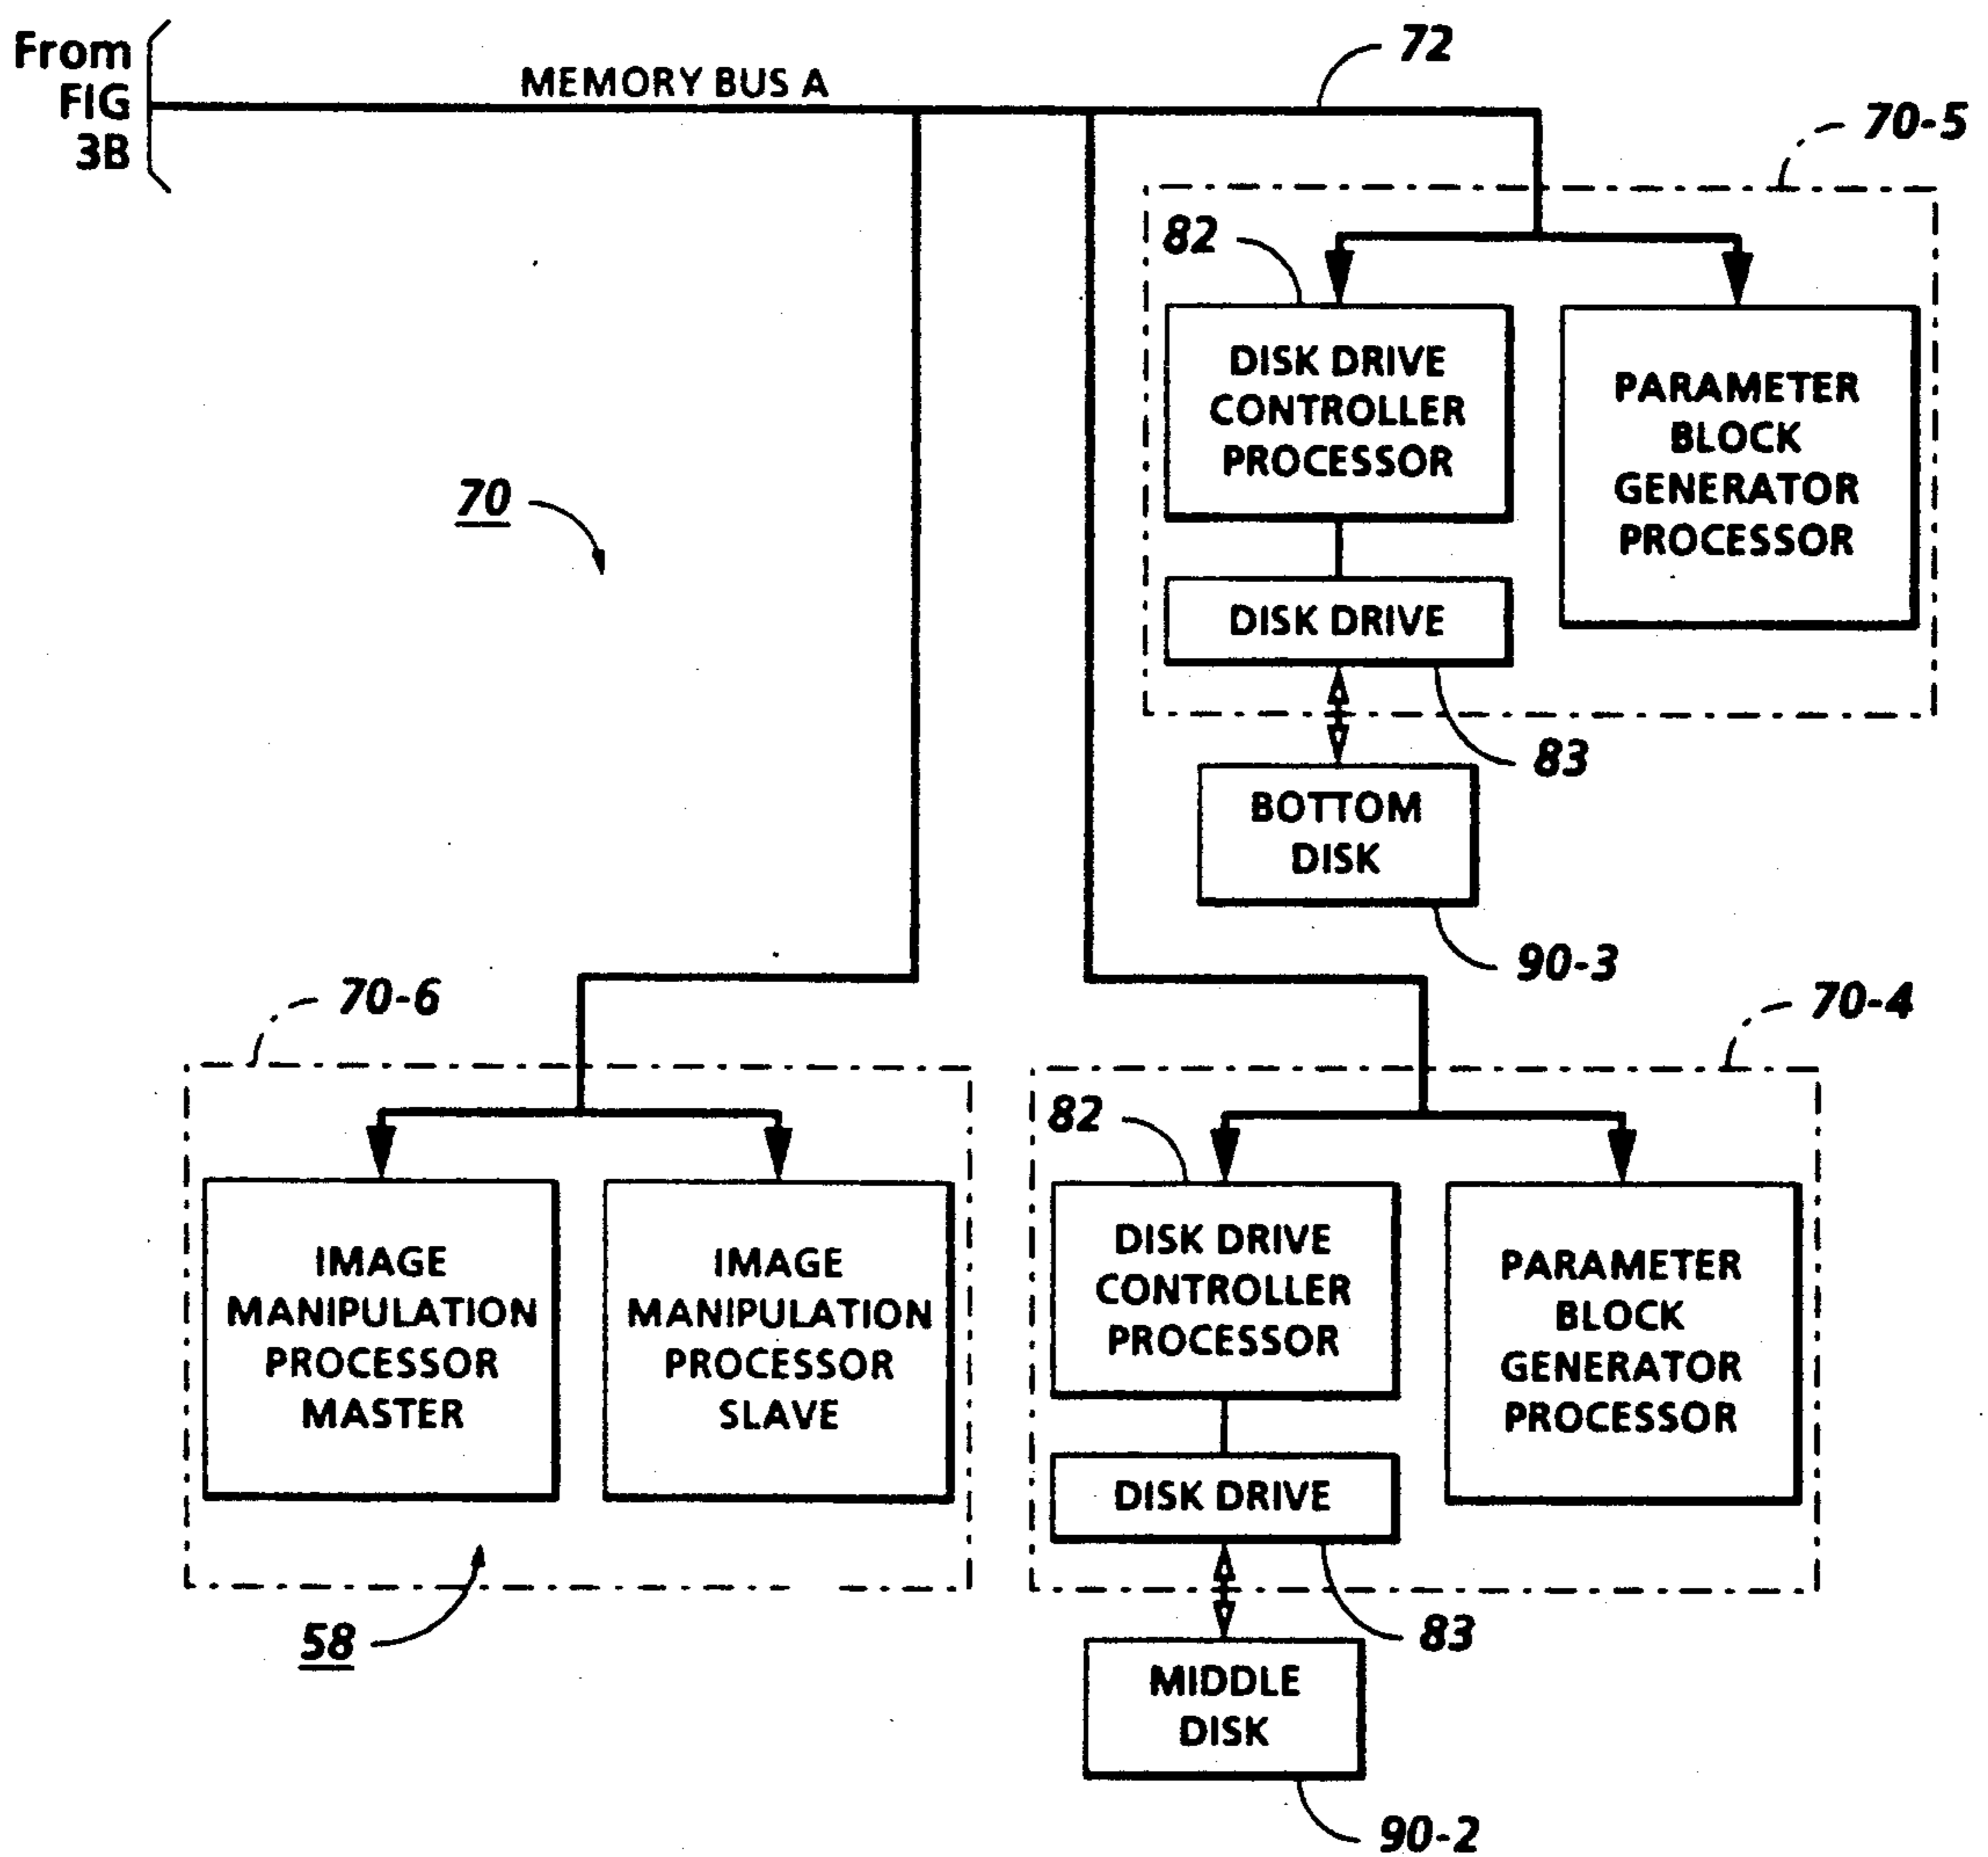 From
FIG
3B
MEMORY BUS A
72
70-5
82
DISK DRIVE
CONTROLLER
PROCESSOR
PARAMETER
BLOCK
GENERATOR
PROCESSOR
70
DISK DRIVE
83
BOTTOM
DISK
90-3
70-6
70-4
82
IMAGE
MANIPULATION
PROCESSOR
MASTER
IMAGE
MANIPULATION
PROCESSOR
SLAVE
DISK DRIVE
CONTROLLER
PROCESSOR
PARAMETER
BLOCK
GENERATOR
PROCESSOR
DISK DRIVE
58
83
MIDDLE
DISK
90-2